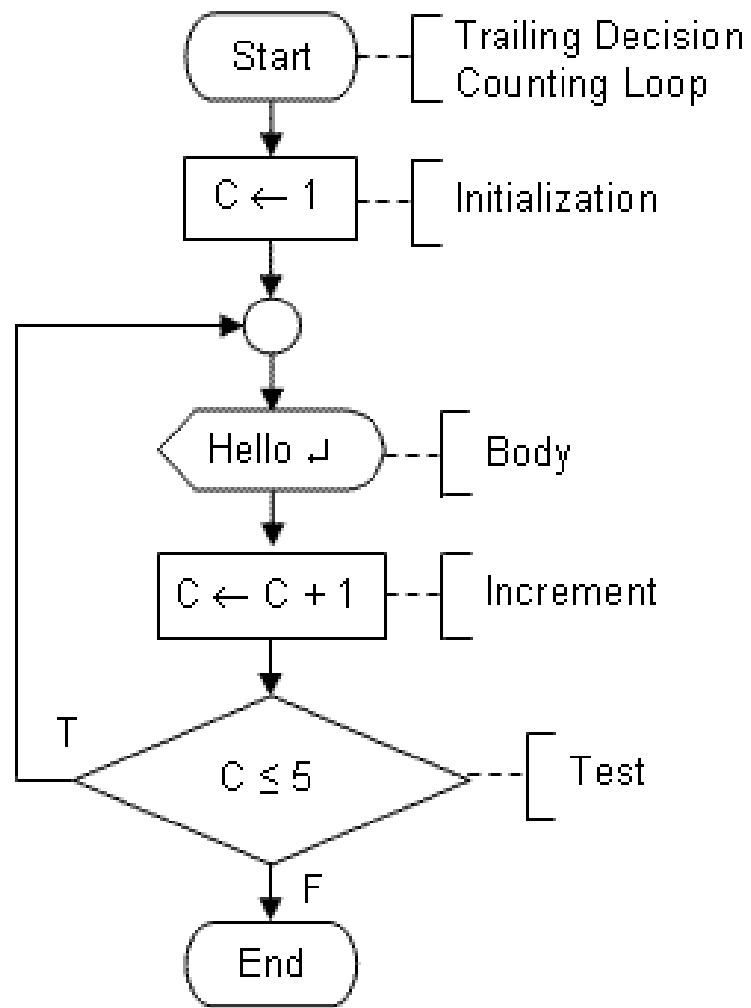 Start
Trailing Decision
Counting Loop
C ← 1
Initialization
Hello ↵
Body
C ← C + 1
Increment
T
C ≤ 5
Test
F
End